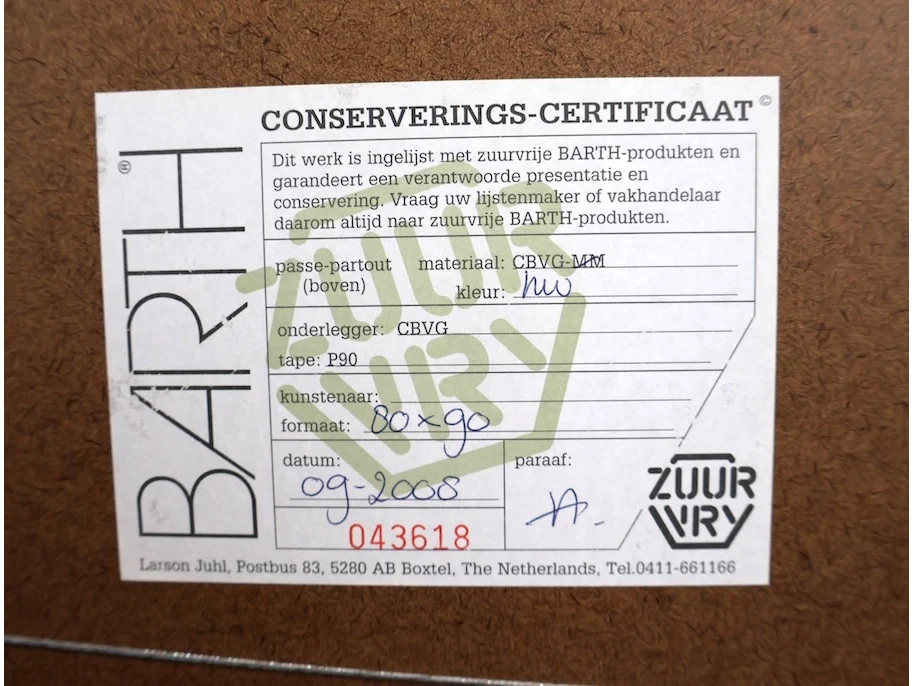 CONSERVERINGS-CERTIFICAAT©
BARTH®
Dit werk is ingelijst met zuurvrije BARTH-produkten en
garandeert een verantwoorde presentatie en
conservering. Vraag uw lijstenmaker of vakhandelaar
daarom altijd naar zuurvrije BARTH-produkten.
passe-partout materiaal: CBVG-MM
(boven) kleur:
onderlegger: CBVG
tape: P90
kunstenaar:
formaat: 80x90
datum: paraaf:
09-2008
043618
ZUUR
VRY
ZUUR
VRY
Larson Juhl, Postbus 83, 5280 AB Boxtel, The Netherlands, Tel.0411-661166